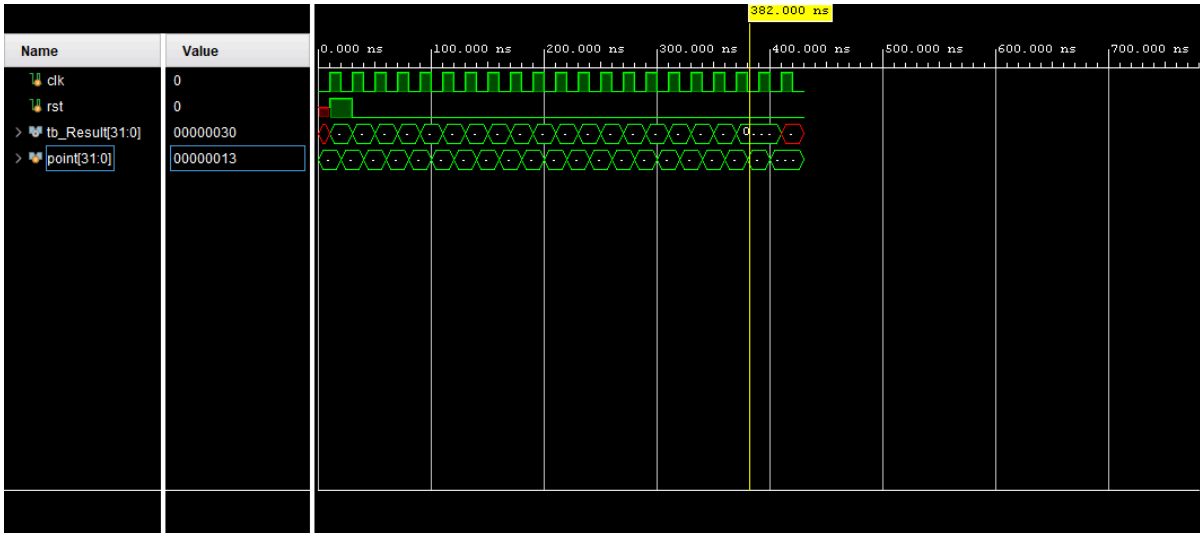 382.000 ns
Name Value
0.000 ns 100.000 ns 200.000 ns 300.000 ns 400.000 ns 500.000 ns 600.000 ns 700.000 ns
clk 0
rst 0
tb_Result[31:0] 00000030 0...
point[31:0] 00000013 ...